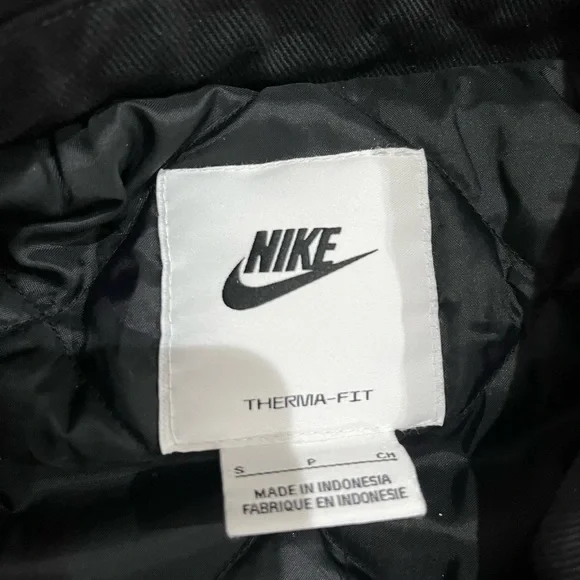 NIKE
THERMA-FIT
S P CH
MADE IN INDONESIA
FABRIQUE EN INDONESIE